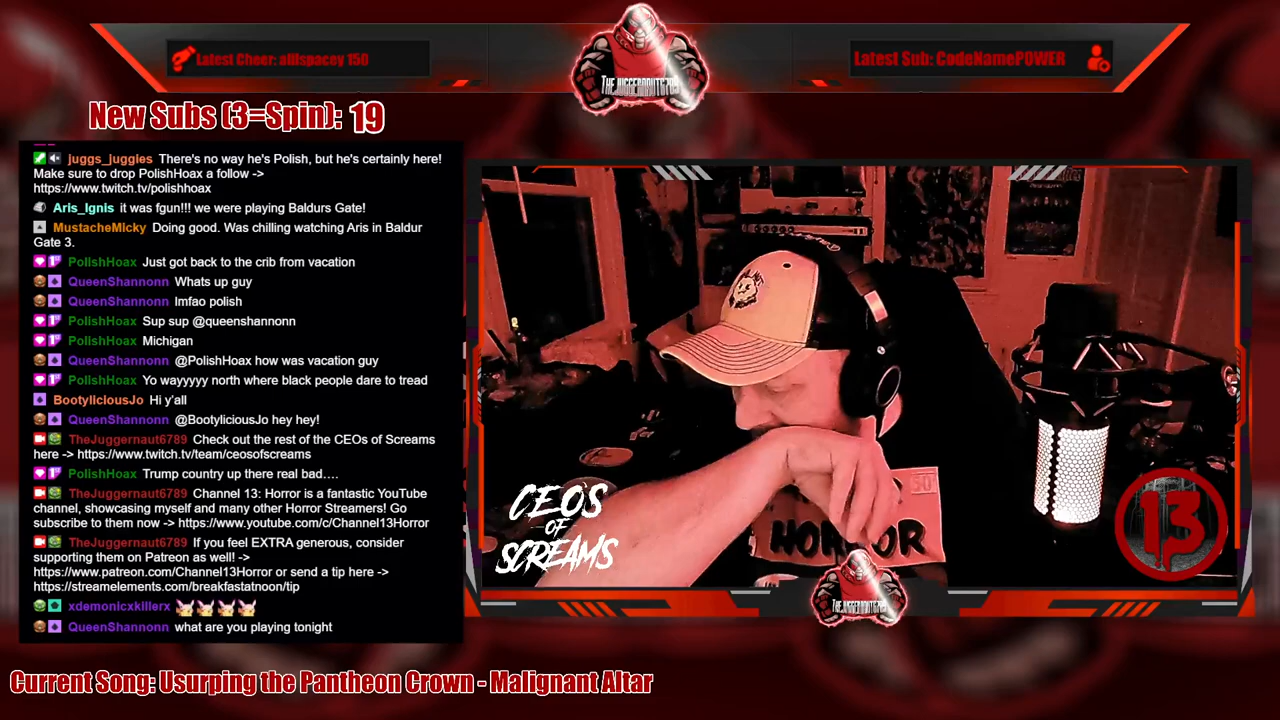 Latest Cheer: allspacey 150
THEJUGGERNAUT6789
Latest Sub: CodeNamePOWER
New Subs (3=Spin): 19
juggs_juggies There's no way he's Polish, but he's certainly here!
Make sure to drop PolishHoax a follow ->
https://www.twitch.tv/polishhoax
Aris_Ignis it was fgun!!! we were playing Baldurs Gate!
MustacheMIcky Doing good. Was chilling watching Aris in Baldur
Gate 3.
PolishHoax Just got back to the crib from vacation
QueenShannonn Whats up guy
QueenShannonn lmfao polish
PolishHoax Sup sup @queenshannonn
PolishHoax Michigan
QueenShannonn @PolishHoax how was vacation guy
PolishHoax Yo wayyyyy north where black people dare to tread
BootyliciousJo Hi y'all
QueenShannonn @BootyliciousJo hey hey!
TheJuggernaut6789 Check out the rest of the CEOs of Screams
here -> https://www.twitch.tv/team/ceosofscreams
PolishHoax Trump country up there real bad….
TheJuggernaut6789 Channel 13: Horror is a fantastic YouTube
channel, showcasing myself and many other Horror Streamers! Go
subscribe to them now -> https://www.youtube.com/c/Channel13Horror
TheJuggernaut6789 If you feel EXTRA generous, consider
supporting them on Patreon as well! ->
https://www.patreon.com/Channel13Horror or send a tip here ->
https://streamelements.com/breakfastatnoon/tip
xdemonicxkillerx
QueenShannonn what are you playing tonight
CEOS
OF
SCREAMS
HORROR
13
THEJUGGERNAUT6789
Current Song: Usurping the Pantheon Crown - Malignant Altar